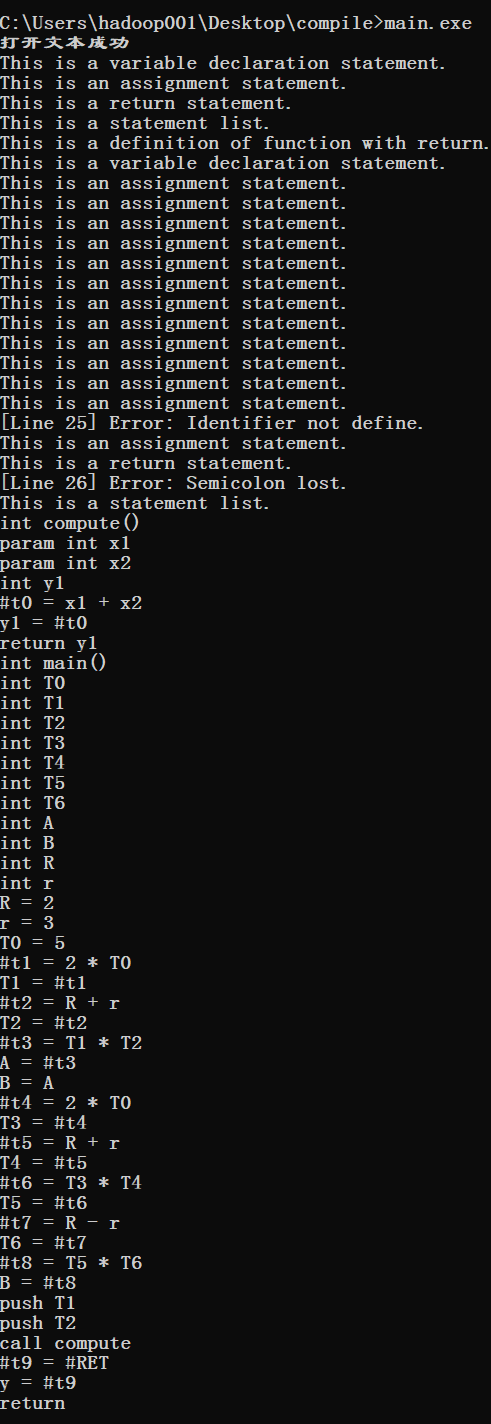 C:\Users\hadoop001\Desktop\compile>main.exe
打开文本成功
This is a variable declaration statement.
This is an assignment statement.
This is a return statement.
This is a statement list.
This is a definition of function with return.
This is a variable declaration statement.
This is an assignment statement.
This is an assignment statement.
This is an assignment statement.
This is an assignment statement.
This is an assignment statement.
This is an assignment statement.
This is an assignment statement.
This is an assignment statement.
This is an assignment statement.
This is an assignment statement.
This is an assignment statement.
This is an assignment statement.
[Line 25] Error: Identifier not define.
This is an assignment statement.
This is a return statement.
[Line 26] Error: Semicolon lost.
This is a statement list.
int compute()
param int x1
param int x2
int y1
#t0 = x1 + x2
y1 = #t0
return y1
int main()
int T0
int T1
int T2
int T3
int T4
int T5
int T6
int A
int B
int R
int r
R = 2
r = 3
T0 = 5
#t1 = 2 * T0
T1 = #t1
#t2 = R + r
T2 = #t2
#t3 = T1 * T2
A = #t3
B = A
#t4 = 2 * T0
T3 = #t4
#t5 = R + r
T4 = #t5
#t6 = T3 * T4
T5 = #t6
#t7 = R - r
T6 = #t7
#t8 = T5 * T6
B = #t8
push T1
push T2
call compute
#t9 = #RET
y = #t9
return